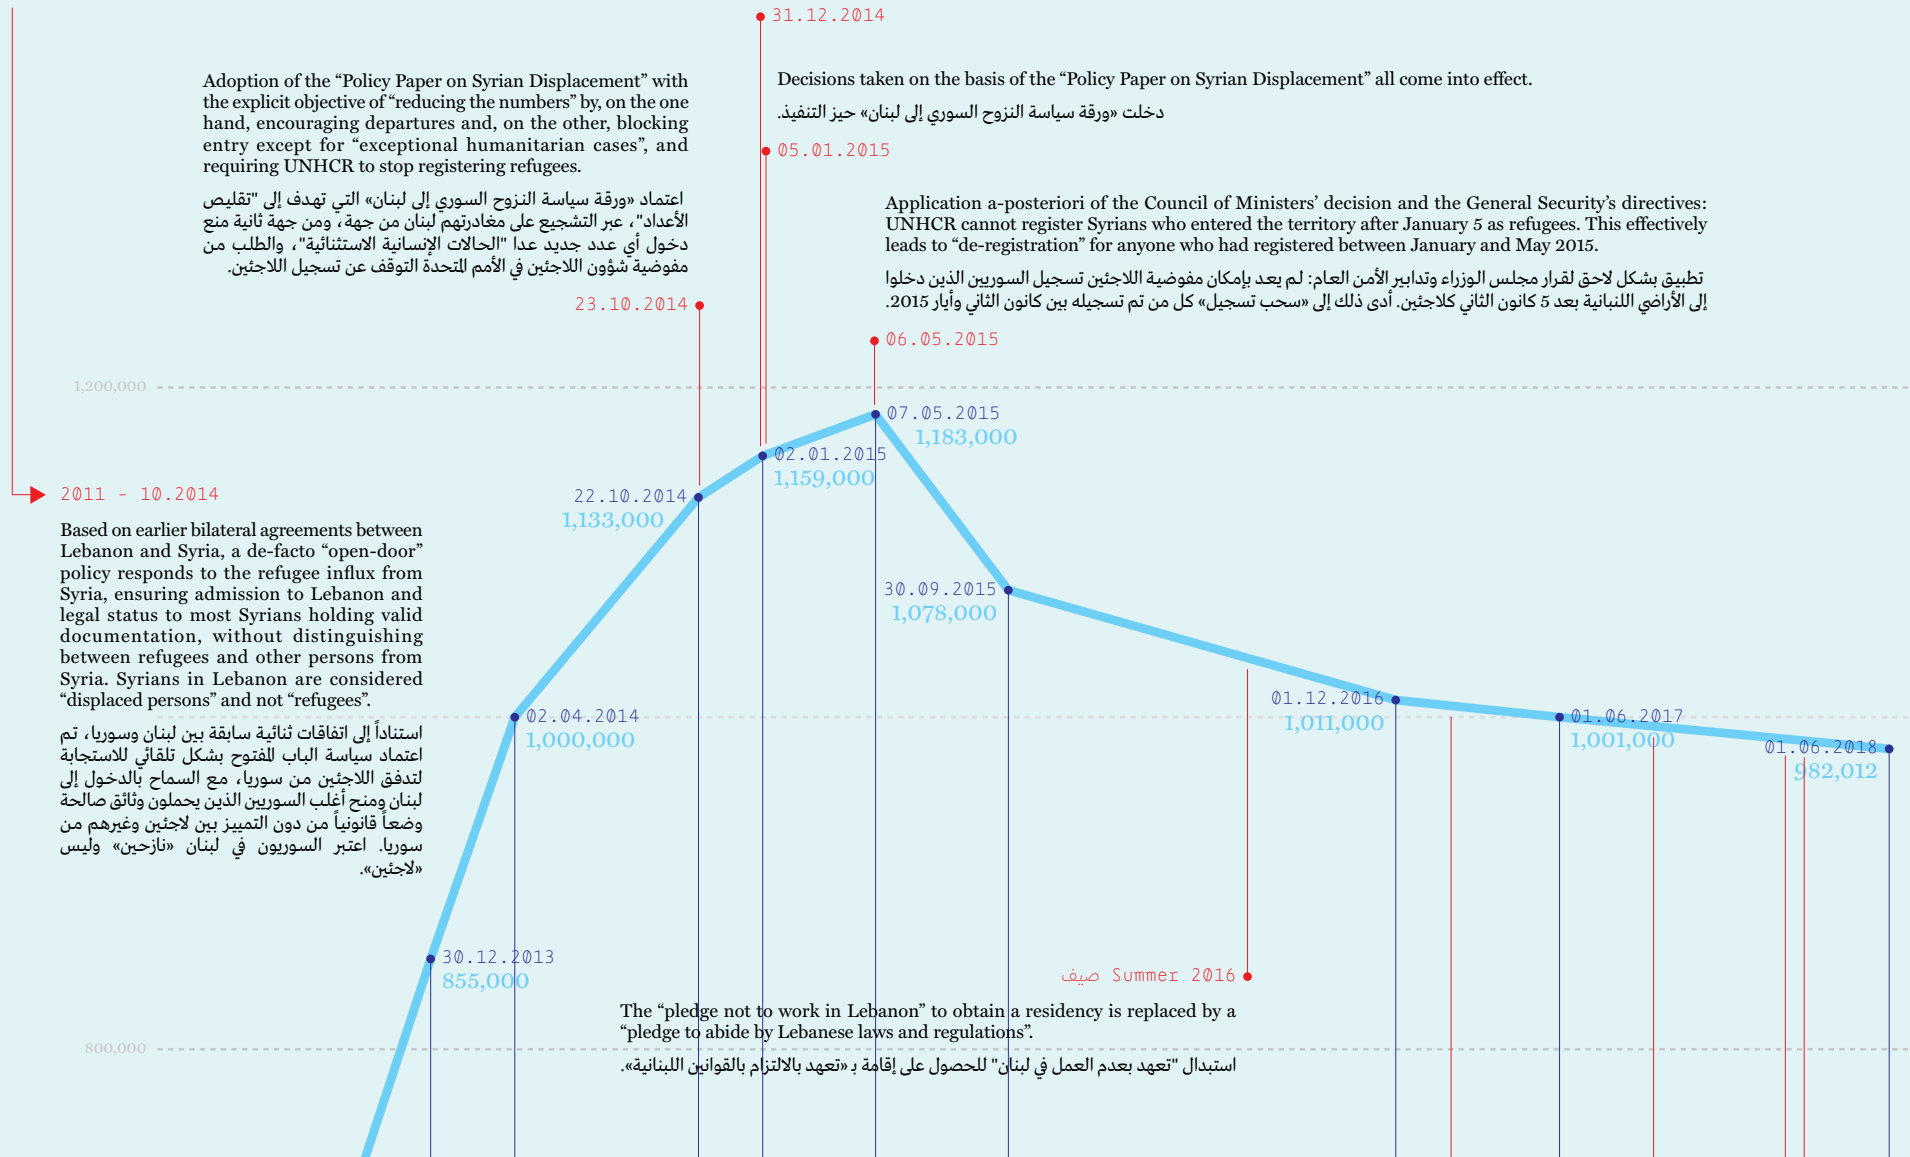 31.12.2014
Adoption of the “Policy Paper on Syrian Displacement” with
the explicit objective of “reducing the numbers” by, on the one
hand, encouraging departures and, on the other, blocking
entry except for “exceptional humanitarian cases”, and
requiring UNHCR to stop registering refugees.
اعتماد «ورقة سياسة النزوح السوري إلى لبنان» التي تهدف إلى "تقليص
الأعداد"، عبر التشجيع على مغادرتهم لبنان من جهة، ومن جهة ثانية منع
دخول أي عدد جديد عدا "الحالات الإنسانية الاستثنائية"، والطلب من
مفوضية شؤون اللاجئين في الأمم المتحدة التوقف عن تسجيل اللاجئين.
23.10.2014
Decisions taken on the basis of the “Policy Paper on Syrian Displacement” all come into effect.
دخلت «ورقة سياسة النزوح السوري إلى لبنان» حيز التنفيذ.
05.01.2015
Application a-posteriori of the Council of Ministers’ decision and the General Security’s directives:
UNHCR cannot register Syrians who entered the territory after January 5 as refugees. This effectively
leads to “de-registration” for anyone who had registered between January and May 2015.
تطبيق بشكل لاحق لقرار مجلس الوزراء وتدابير الأمن العام: لم يعد بإمكان مفوضية اللاجئين تسجيل السوريين الذين دخلوا
إلى الأراضي اللبنانية بعد 5 كانون الثاني كلاجئين. أدى ذلك إلى «سحب تسجيل» كل من تم تسجيله بين كانون الثاني وأيار 2015.
06.05.2015
1,200,000
07.05.2015
1,183,000
02.01.2015
1,159,000
22.10.2014
1,133,000
2011 - 10.2014
Based on earlier bilateral agreements between
Lebanon and Syria, a de-facto “open-door”
policy responds to the refugee influx from
Syria, ensuring admission to Lebanon and
legal status to most Syrians holding valid
documentation, without distinguishing
between refugees and other persons from
Syria. Syrians in Lebanon are considered
“displaced persons” and not “refugees”.
استناداً إلى اتفاقات ثنائية سابقة بين لبنان وسوريا، تم
اعتماد سياسة الباب المفتوح بشكل تلقائي للاستجابة
لتدفق اللاجئين من سوريا، مع السماح بالدخول إلى
لبنان ومنح أغلب السوريين الذين يحملون وثائق صالحة
وضعاً قانونياً من دون التمييز بين لاجئين وغيرهم من
سوريا. اعتبر السوريون في لبنان «نازحين» وليس
«لاجئين».
30.09.2015
1,078,000
02.04.2014
1,000,000
01.12.2016
1,011,000
01.06.2017
1,001,000
01.06.2018
982,012
30.12.2013
855,000
صيف Summer 2016
The “pledge not to work in Lebanon” to obtain a residency is replaced by a
“pledge to abide by Lebanese laws and regulations”.
استبدال "تعهد بعدم العمل في لبنان" للحصول على إقامة بـ «تعهد بالالتزام بالقوانين اللبنانية».
800,000